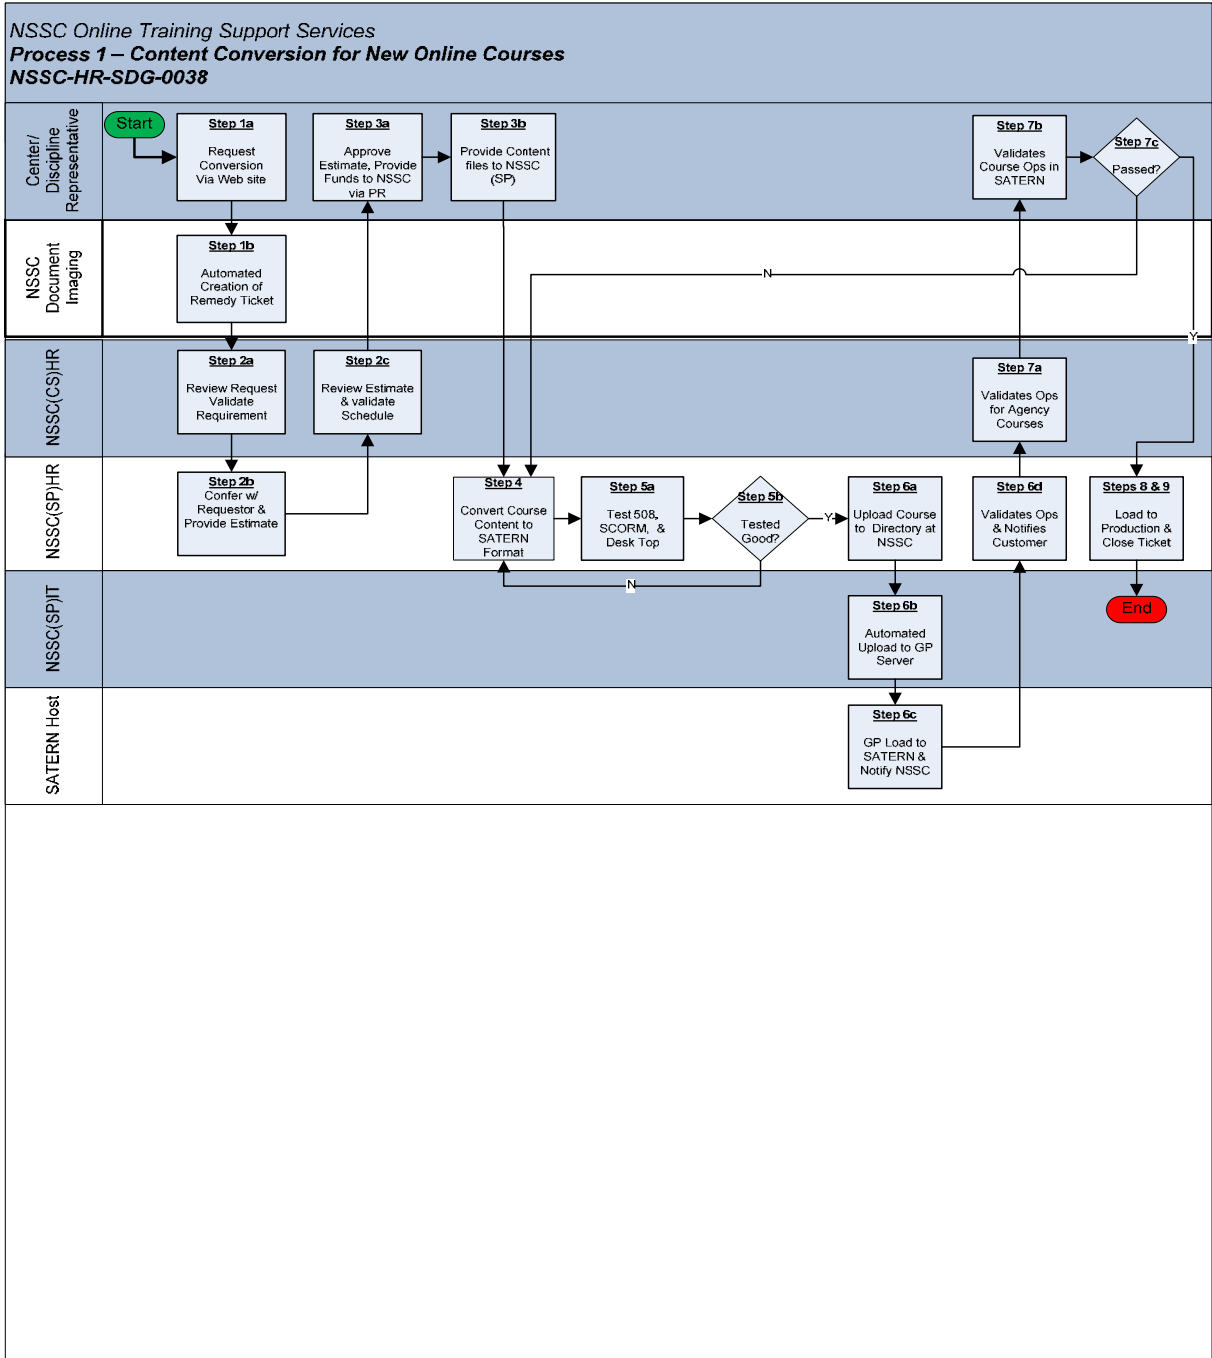 NSSC Online Training Support Services
Process 1 – Content Conversion for New Online Courses
NSSC-HR-SDG-0038
Center/
Discipline
Representative
Start
Step 1a
Request
Conversion
Via Web site
Step 3a
Approve
Estimate, Provide
Funds to NSSC
via PR
Step 3b
Provide Content
files to NSSC
(SP)
Step 7b
Validates
Course Ops in
SATERN
Step 7c
Passed?
NSSC
Document
Imaging
Step 1b
Automated
Creation of
Remedy Ticket
N
Y
NSSC(CS)HR
Step 2a
Review Request
Validate
Requirement
Step 2c
Review Estimate
& validate
Schedule
Step 7a
Validates Ops
for Agency
Courses
NSSC(SP)HR
Step 2b
Confer w/
Requestor &
Provide Estimate
Step 4
Convert Course
Content to
SATERN
Format
Step 5a
Test 508,
SCORM, &
Desk Top
Step 5b
Tested
Good?
Y
N
Step 6a
Upload Course
to Directory at
NSSC
Step 6d
Validates Ops
& Notifies
Customer
Steps 8 & 9
Load to
Production &
Close Ticket
NSSC(SP)IT
Step 6b
Automated
Upload to GP
Server
End
SATERN Host
Step 6c
GP Load to
SATERN &
Notify NSSC